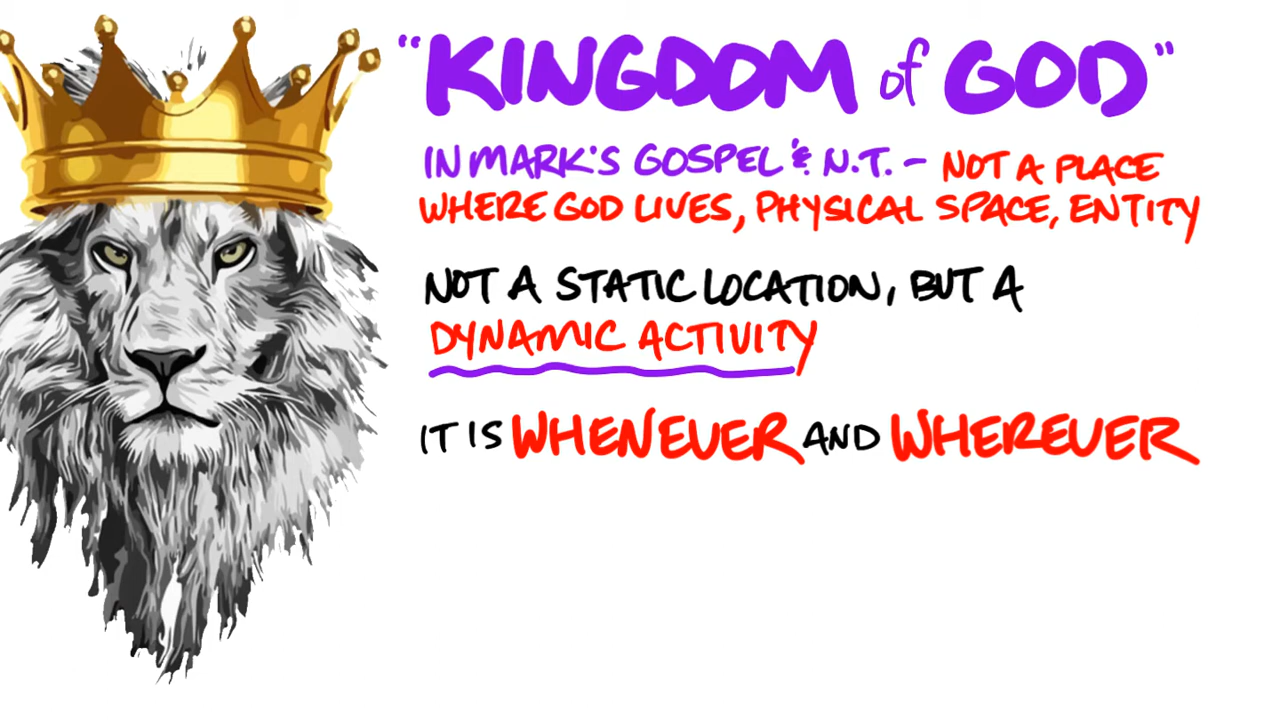 "KINGDOM of GOD"
IN MARK'S GOSPEL & N.T. - NOT A PLACE
WHERE GOD LIVES, PHYSICAL SPACE, ENTITY
NOT A STATIC LOCATION, BUT A
DYNAMIC ACTIVITY
IT IS WHENEVER AND WHEREVER